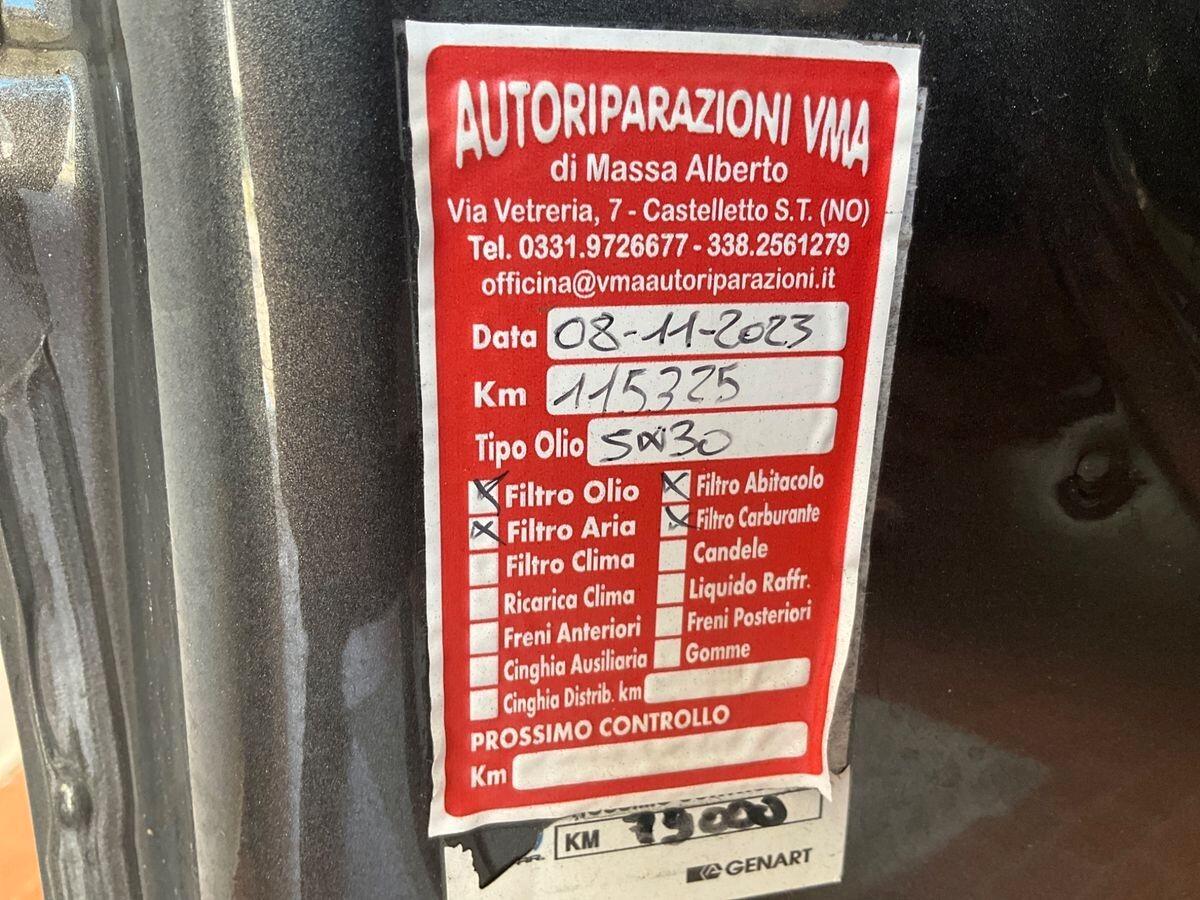 AUTORIPARAZIONI VMA
di Massa Alberto
Via Vetreria, 7 - Castelletto S.T. (NO)
Tel. 0331.9726677 - 338.2561279
officina@vmaautoriparazioni.it
Data 08-11-2023
Km 115325
Tipo Olio 5W30
X Filtro Olio X Filtro Abitacolo
X Filtro Aria X Filtro Carburante
Filtro Clima Candele
Ricarica Clima Liquido Raffr.
Freni Anteriori Freni Posteriori
Cinghia Ausiliaria Gomme
Cinghia Distrib. km
PROSSIMO CONTROLLO
Km
KM 79000
GENART